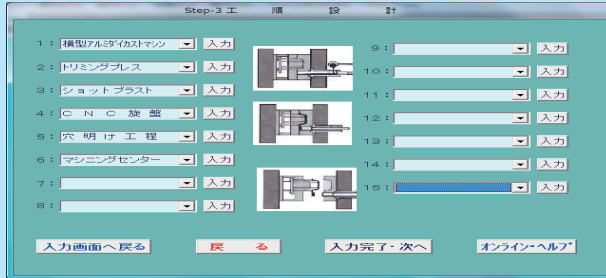 Step-3 工 順 設 計
1 : 横型アルミダイカストマシン 入力
2 : トリミングプレス 入力
3 : ショットブラスト 入力
4 : C N C 旋 盤 入力
5 : 穴 明 け 工 程 入力
6 : マシニングセンター 入力
7 : 入力
8 : 入力
9 : 入力
10 : 入力
11 : 入力
12 : 入力
13 : 入力
14 : 入力
15 : 入力
入力画面へ戻る 戻 る 入力完了・次へ オンライン・ヘルプ